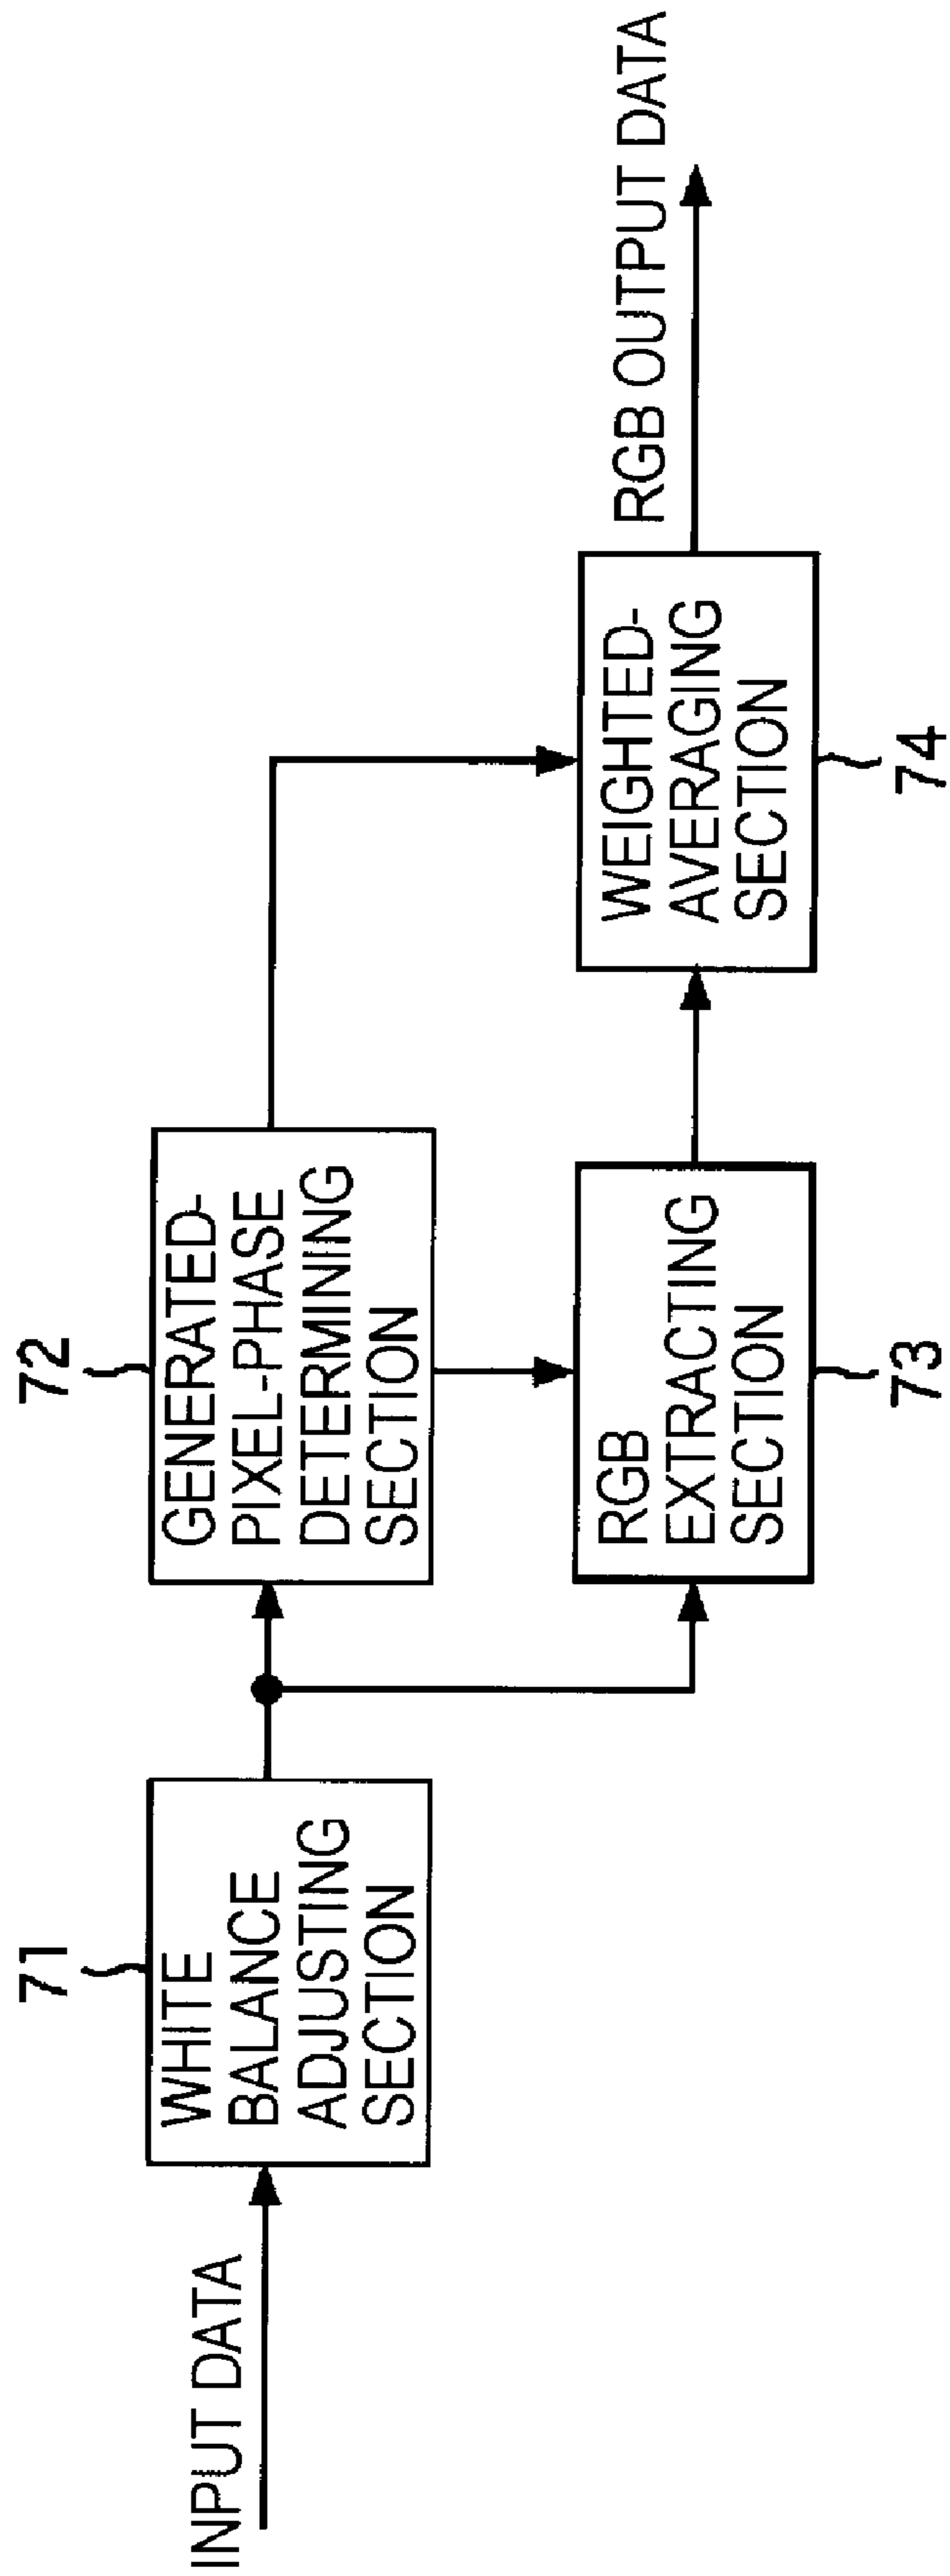 INPUT DATA
71
WHITE
BALANCE
ADJUSTING
SECTION
72
GENERATED-
PIXEL-PHASE
DETERMINING
SECTION
RGB
EXTRACTING
SECTION
73
WEIGHTED-
AVERAGING
SECTION
74
RGB OUTPUT DATA